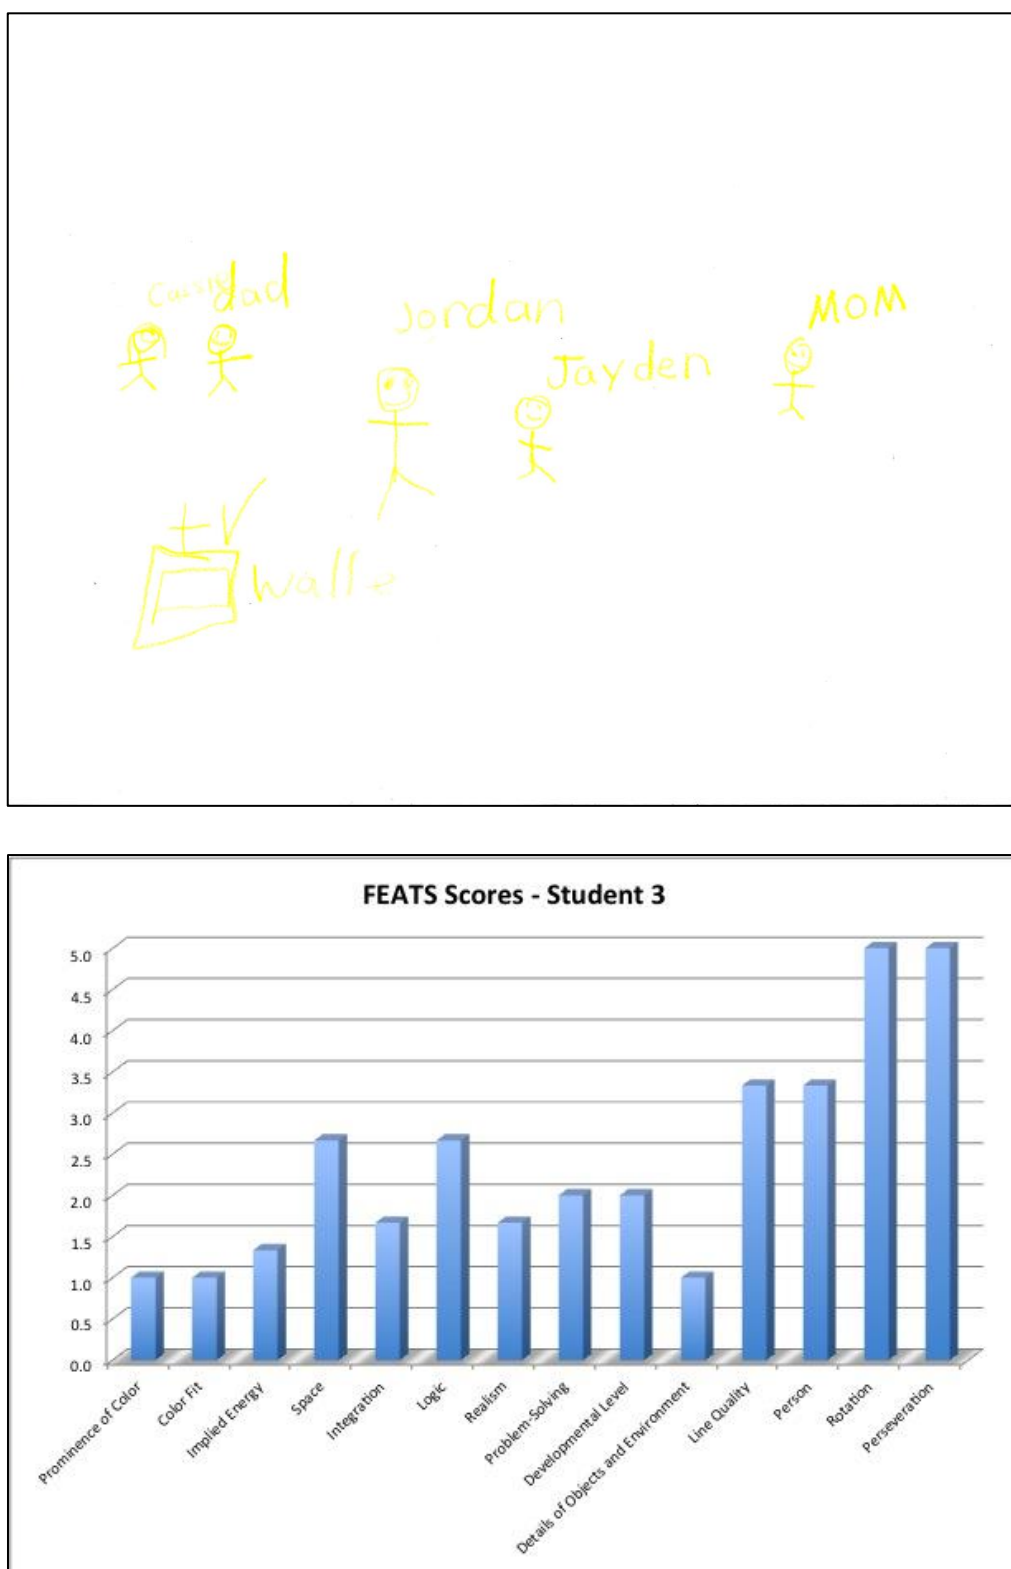 dad
Jordan
MOM
Jayden
tv
walle
FEATS Scores - Student 3
5.0
4.5
4.0
3.5
3.0
2.5
2.0
1.5
1.0
0.5
0.0
Prominence of Color
Color Fit
Implied Energy
Space
Integration
Logic
Realism
Problem-Solving
Developmental Level
Details of Objects and Environment
Line Quality
Person
Rotation
Perseveration